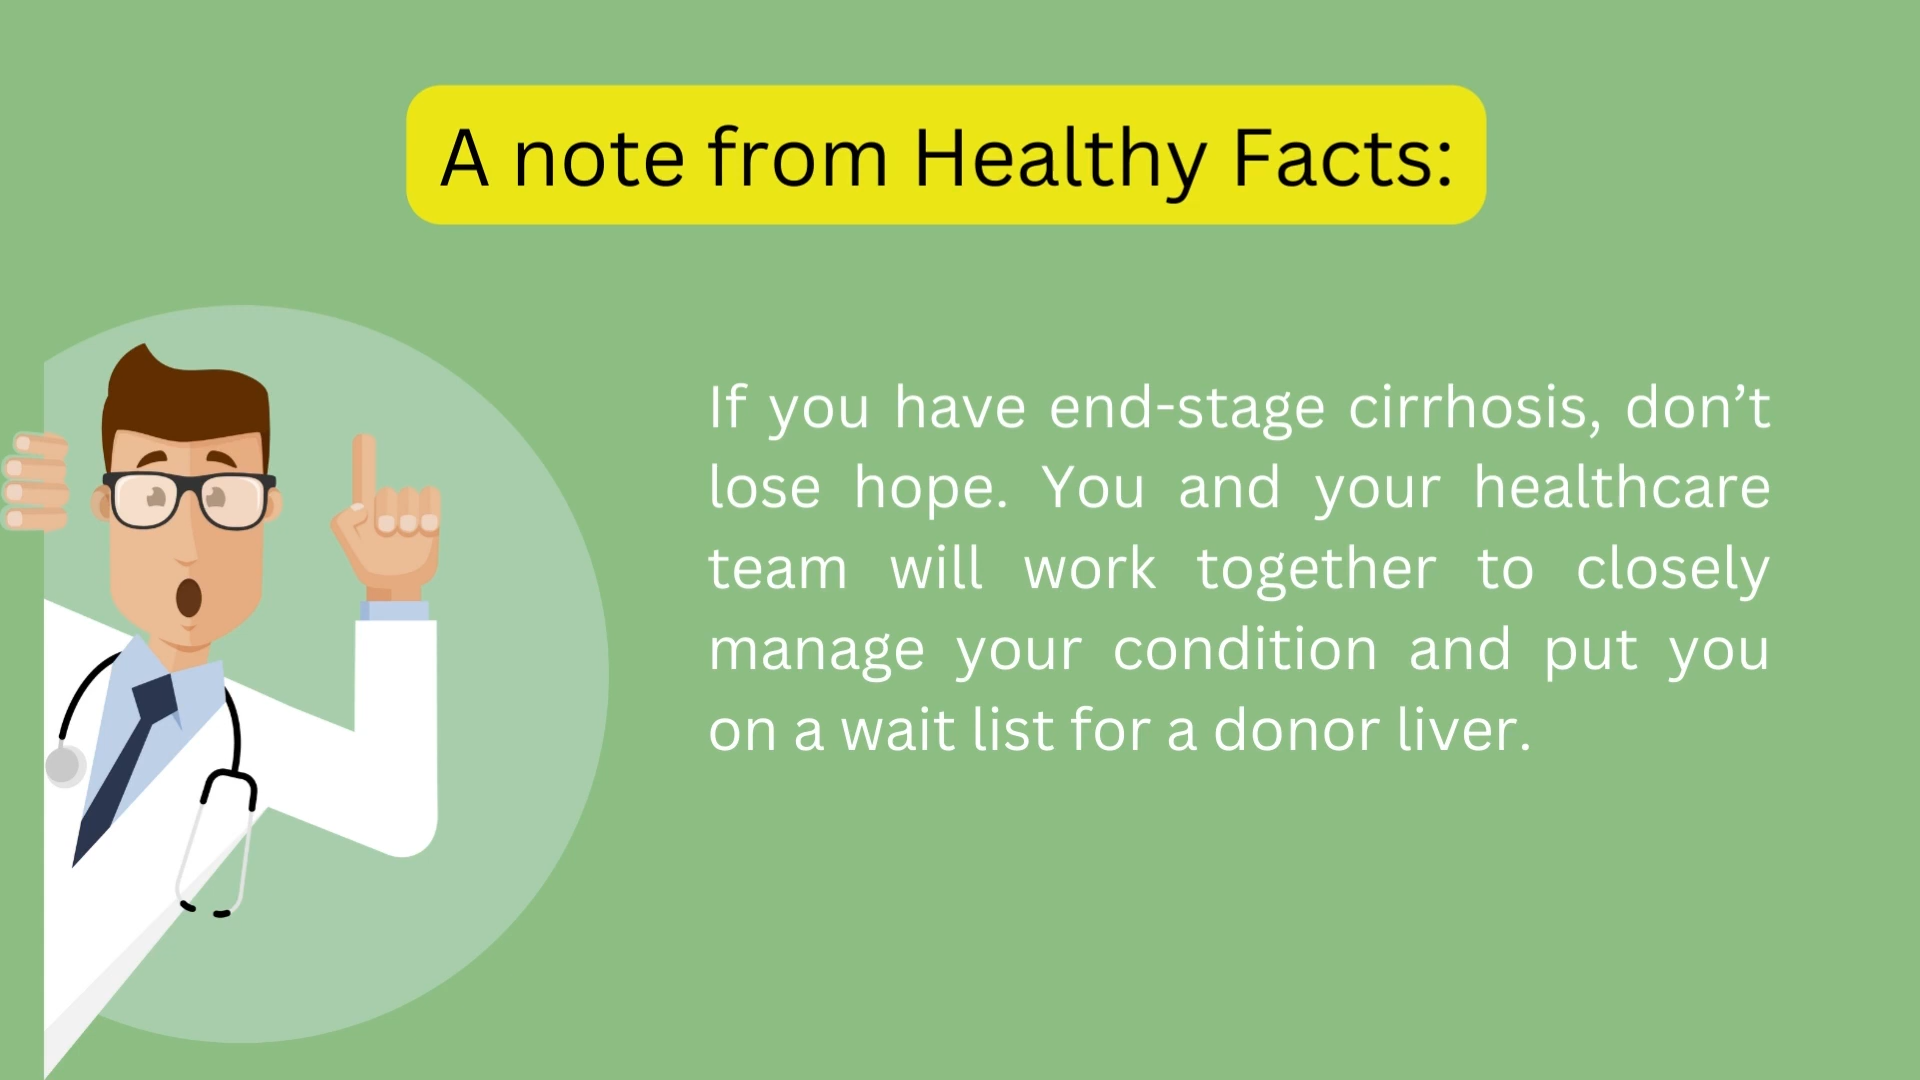 A note from Healthy Facts:
If you have end-stage cirrhosis, don’t
lose hope. You and your healthcare
team will work together to closely
manage your condition and put you
on a wait list for a donor liver.